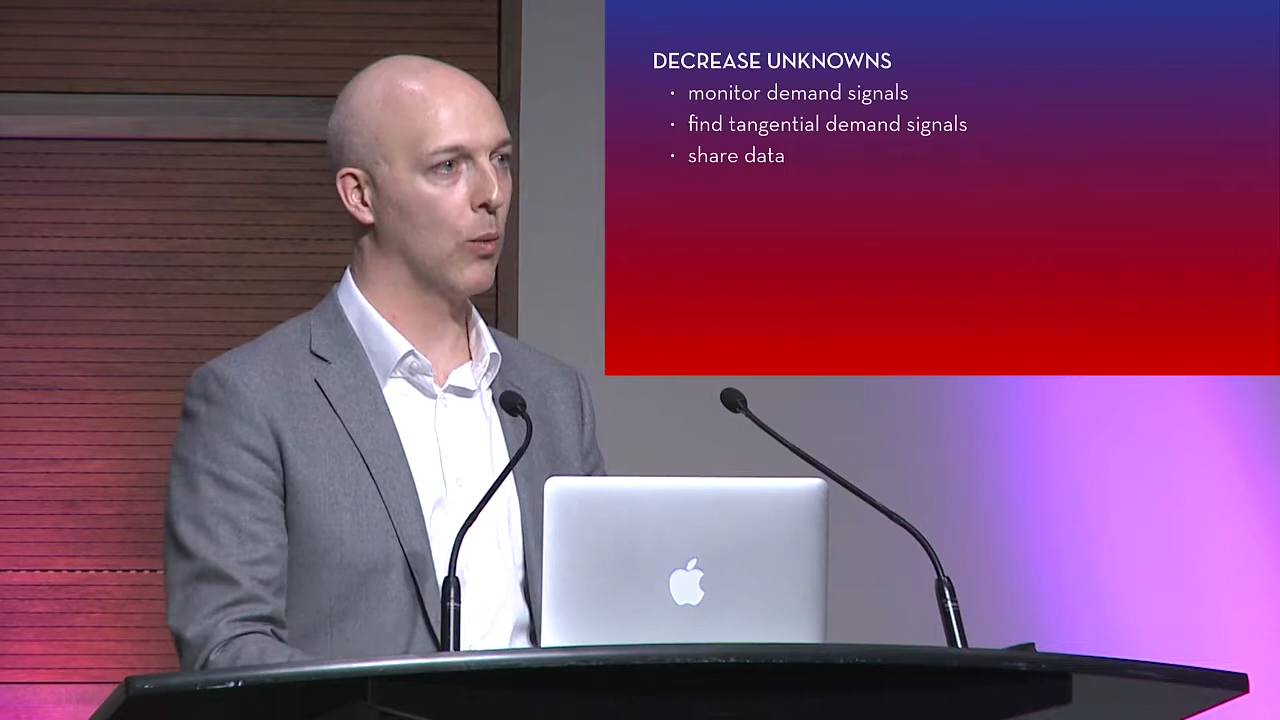 DECREASE UNKNOWNS
• monitor demand signals
• find tangential demand signals
• share data